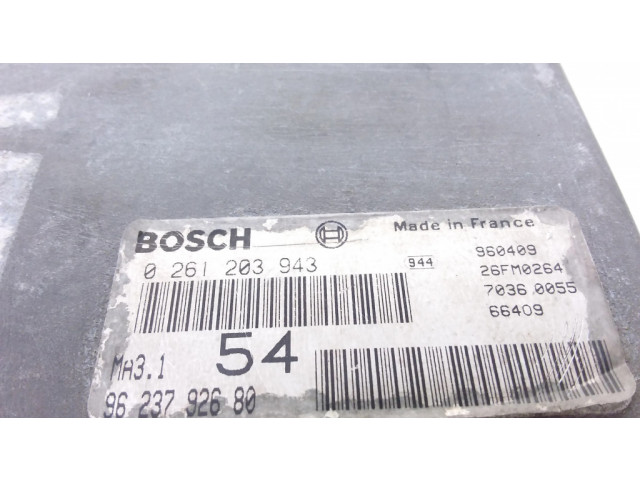 BOSCH Made in France
0 261 203 943 944 960409
26FM0264
7036 0055
66409
MA3.1 54
96 237 926 80